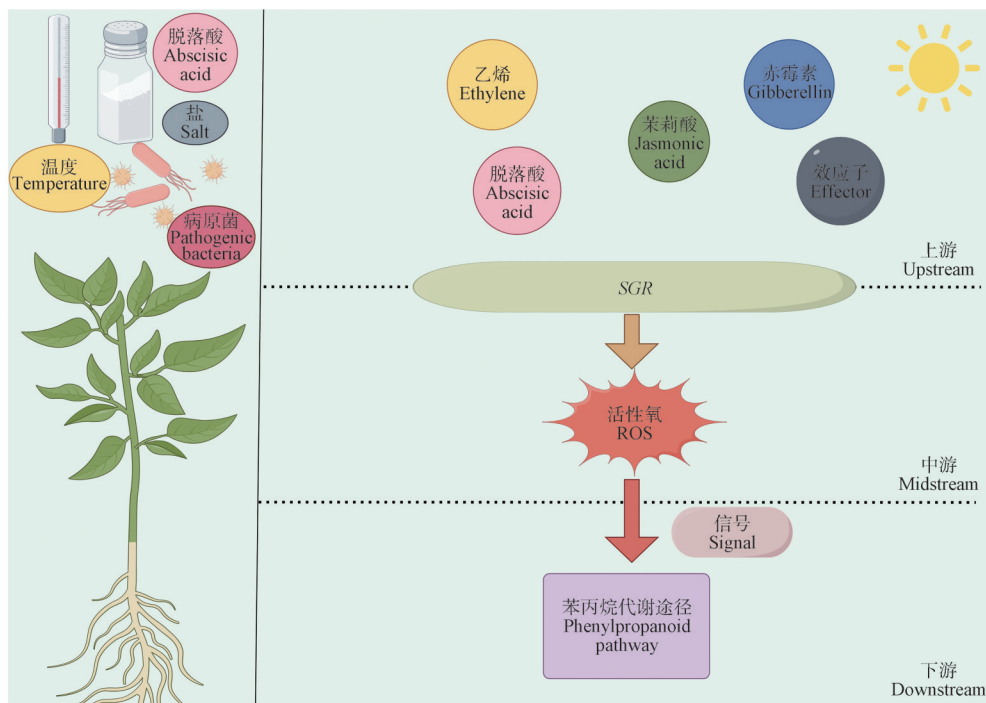 脱落酸
Abscisic
acid
盐
Salt
温度
Temperature
病原菌
Pathogenic
bacteria
乙烯
Ethylene
赤霉素
Gibberellin
茉莉酸
Jasmonic
acid
脱落酸
Abscisic
acid
效应子
Effector
上游
Upstream
SGR
活性氧
ROS
中游
Midstream
信号
Signal
苯丙烷代谢途径
Phenylpropanoid
pathway
下游
Downstream